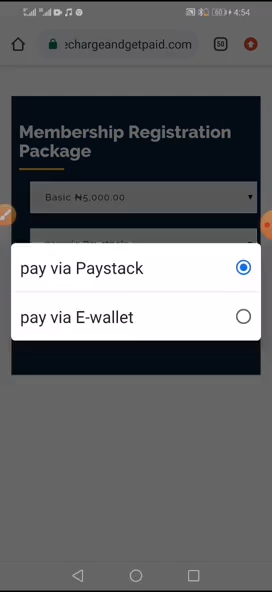 4:54
:echargeandgetpaid.com
50
Membership Registration
Package
Basic ₦5,000.00
pay via Paystack
pay via E-wallet